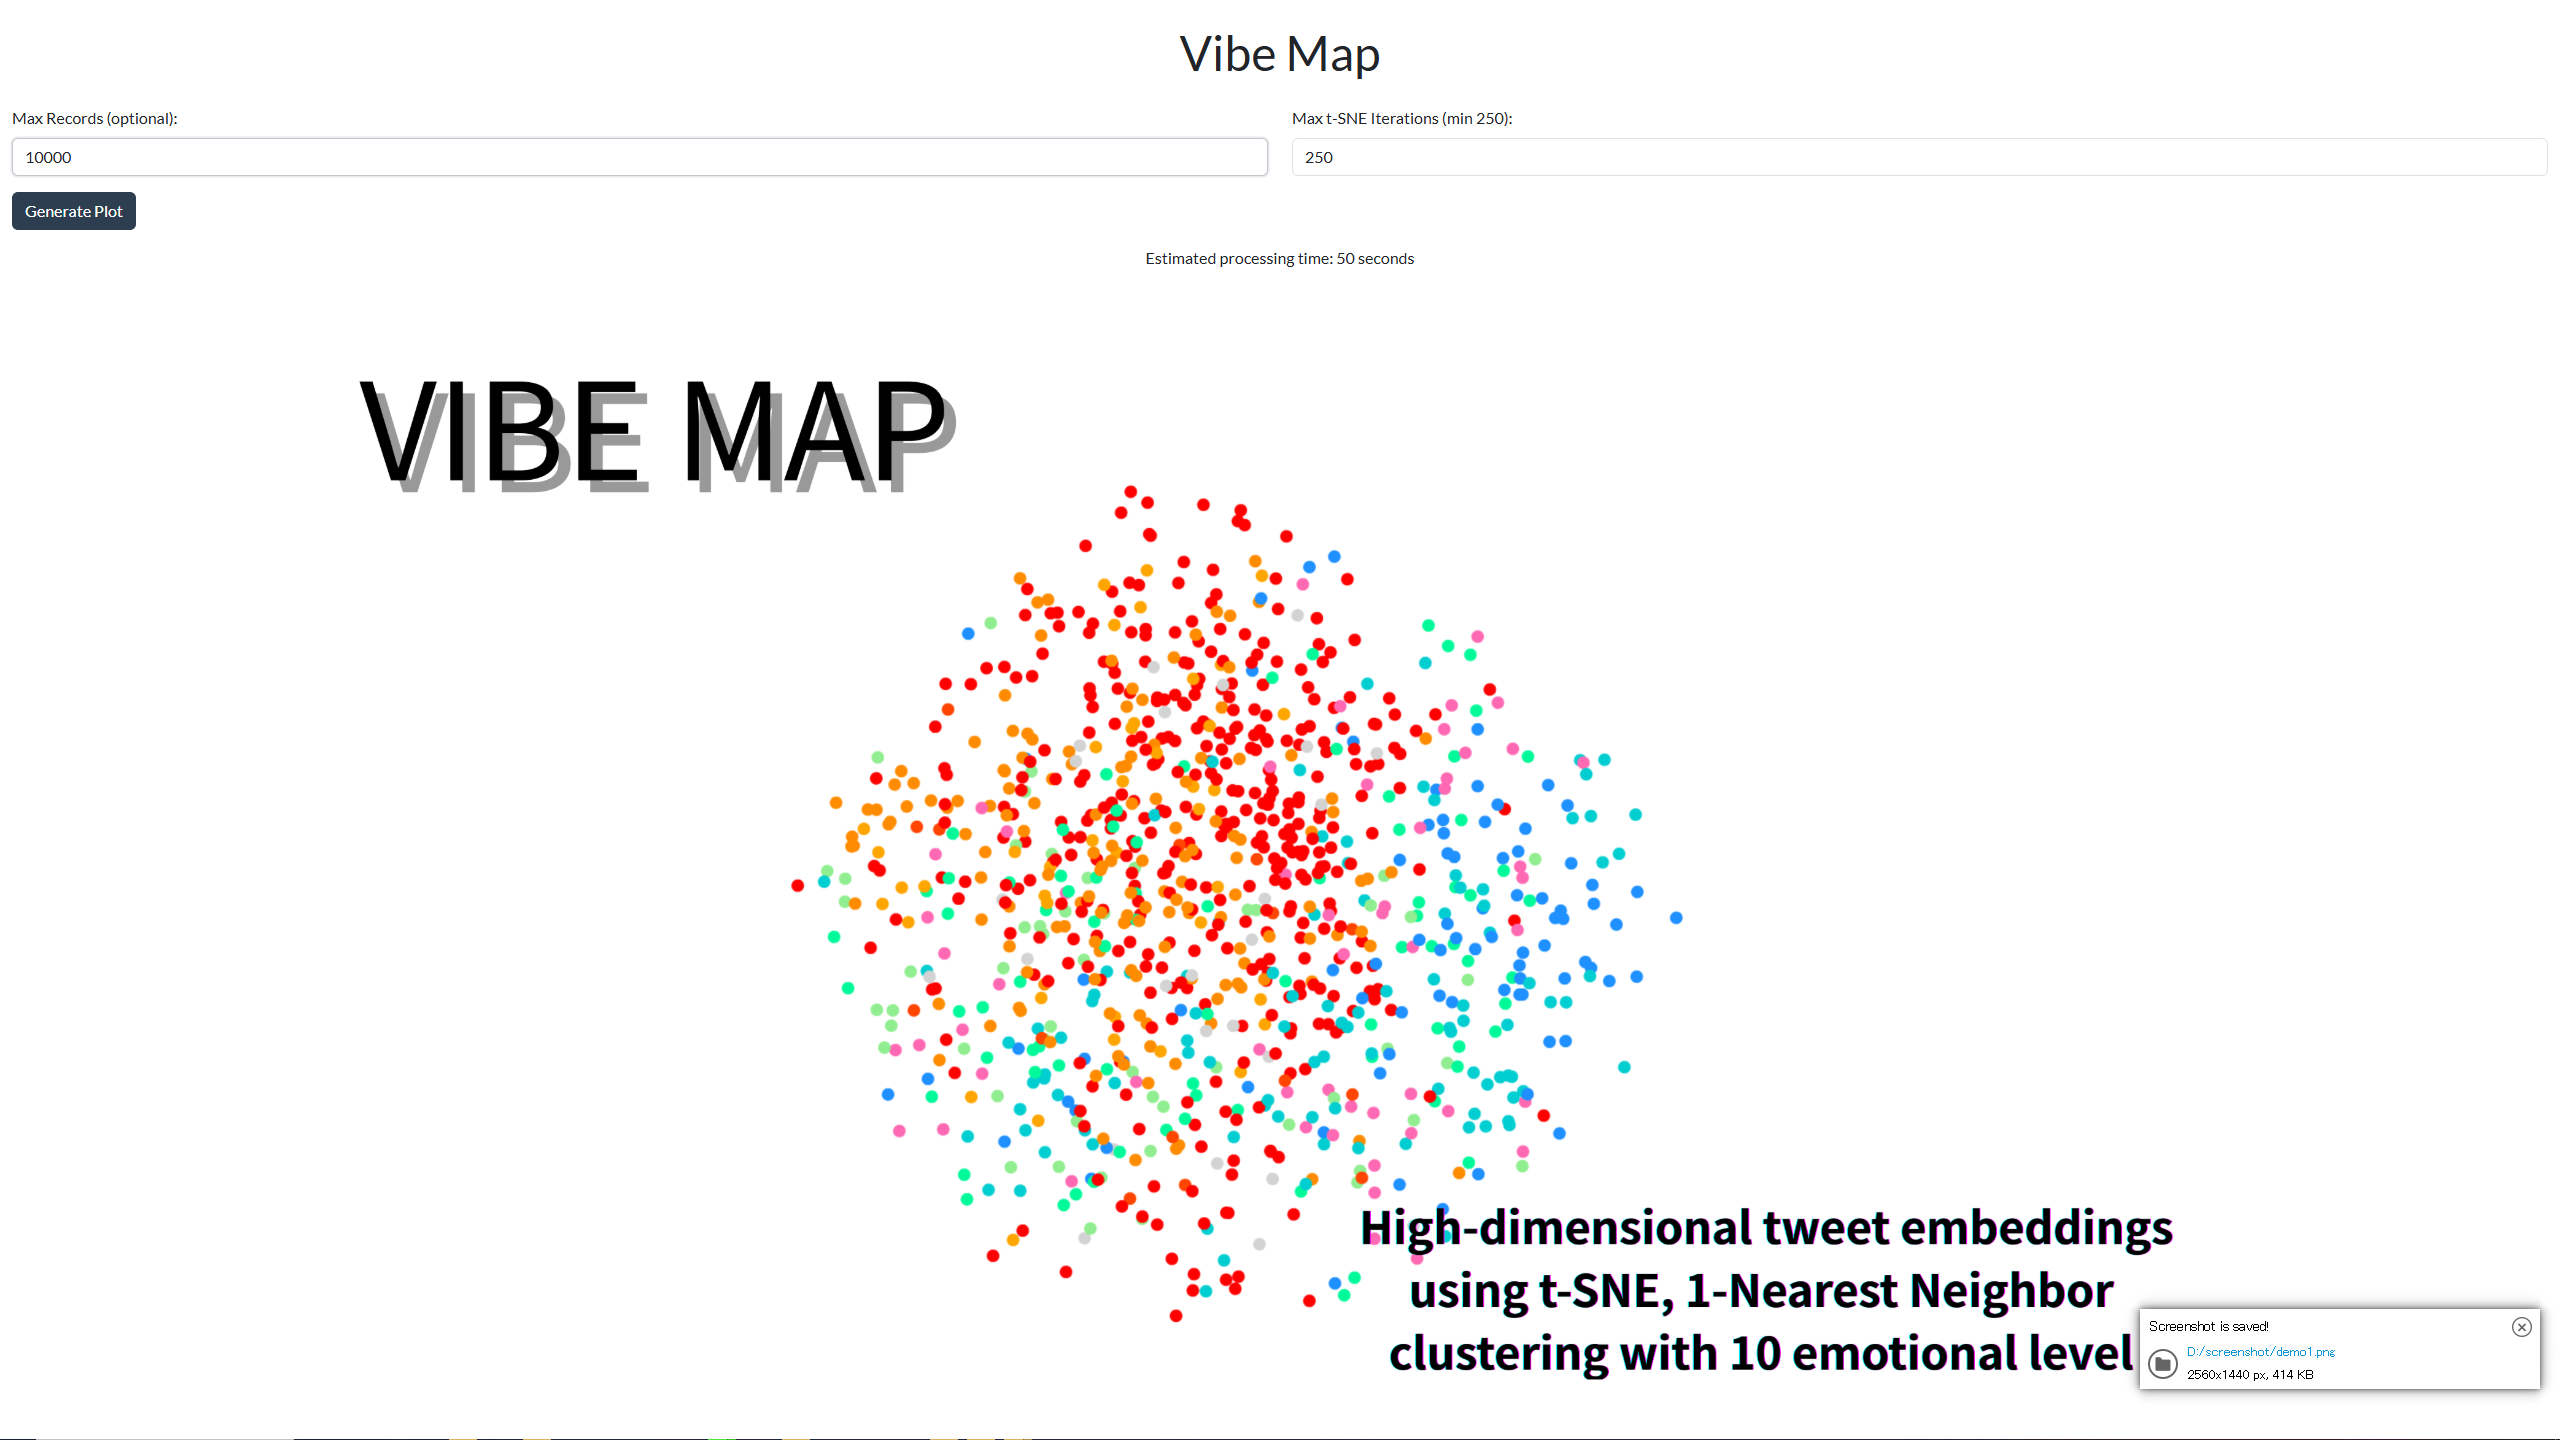 Vibe Map
Max Records (optional):
Max t-SNE Iterations (min 250):
10000
250
Generate Plot
Estimated processing time: 50 seconds
VIBE MAP
High-dimensional tweet embeddings
using t-SNE, 1-Nearest Neighbor
clustering with 10 emotional level
Screenshot is saved!
D:/screenshot/demo1.png
2560x1440 px, 414 KB